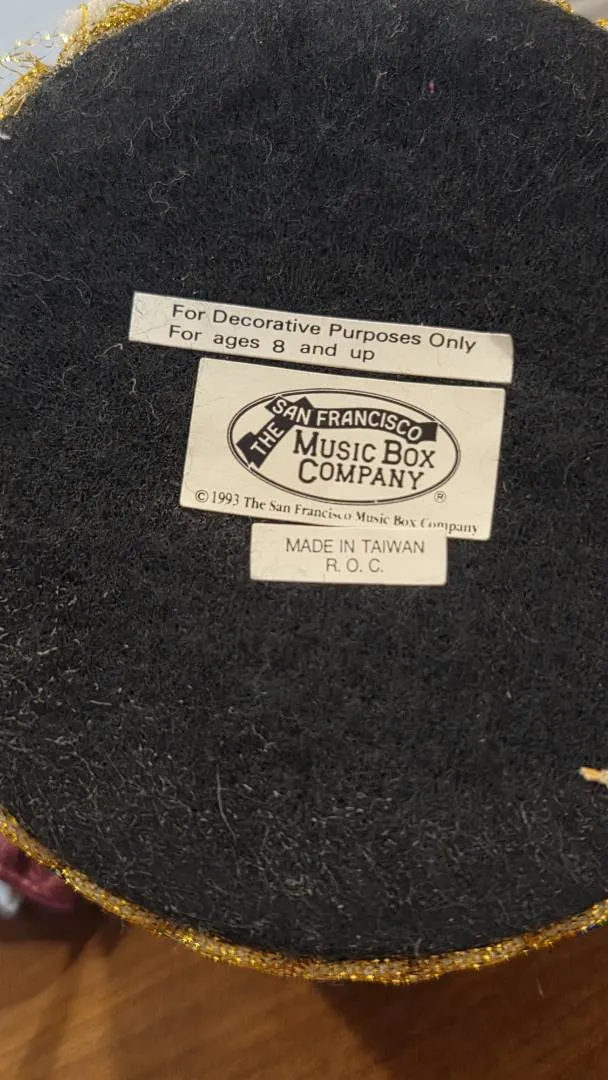 For Decorative Purposes Only
For ages 8 and up
THE SAN FRANCISCO
MUSIC BOX
COMPANY
®
© 1993 The San Francisco Music Box Company
MADE IN TAIWAN
R. O. C.